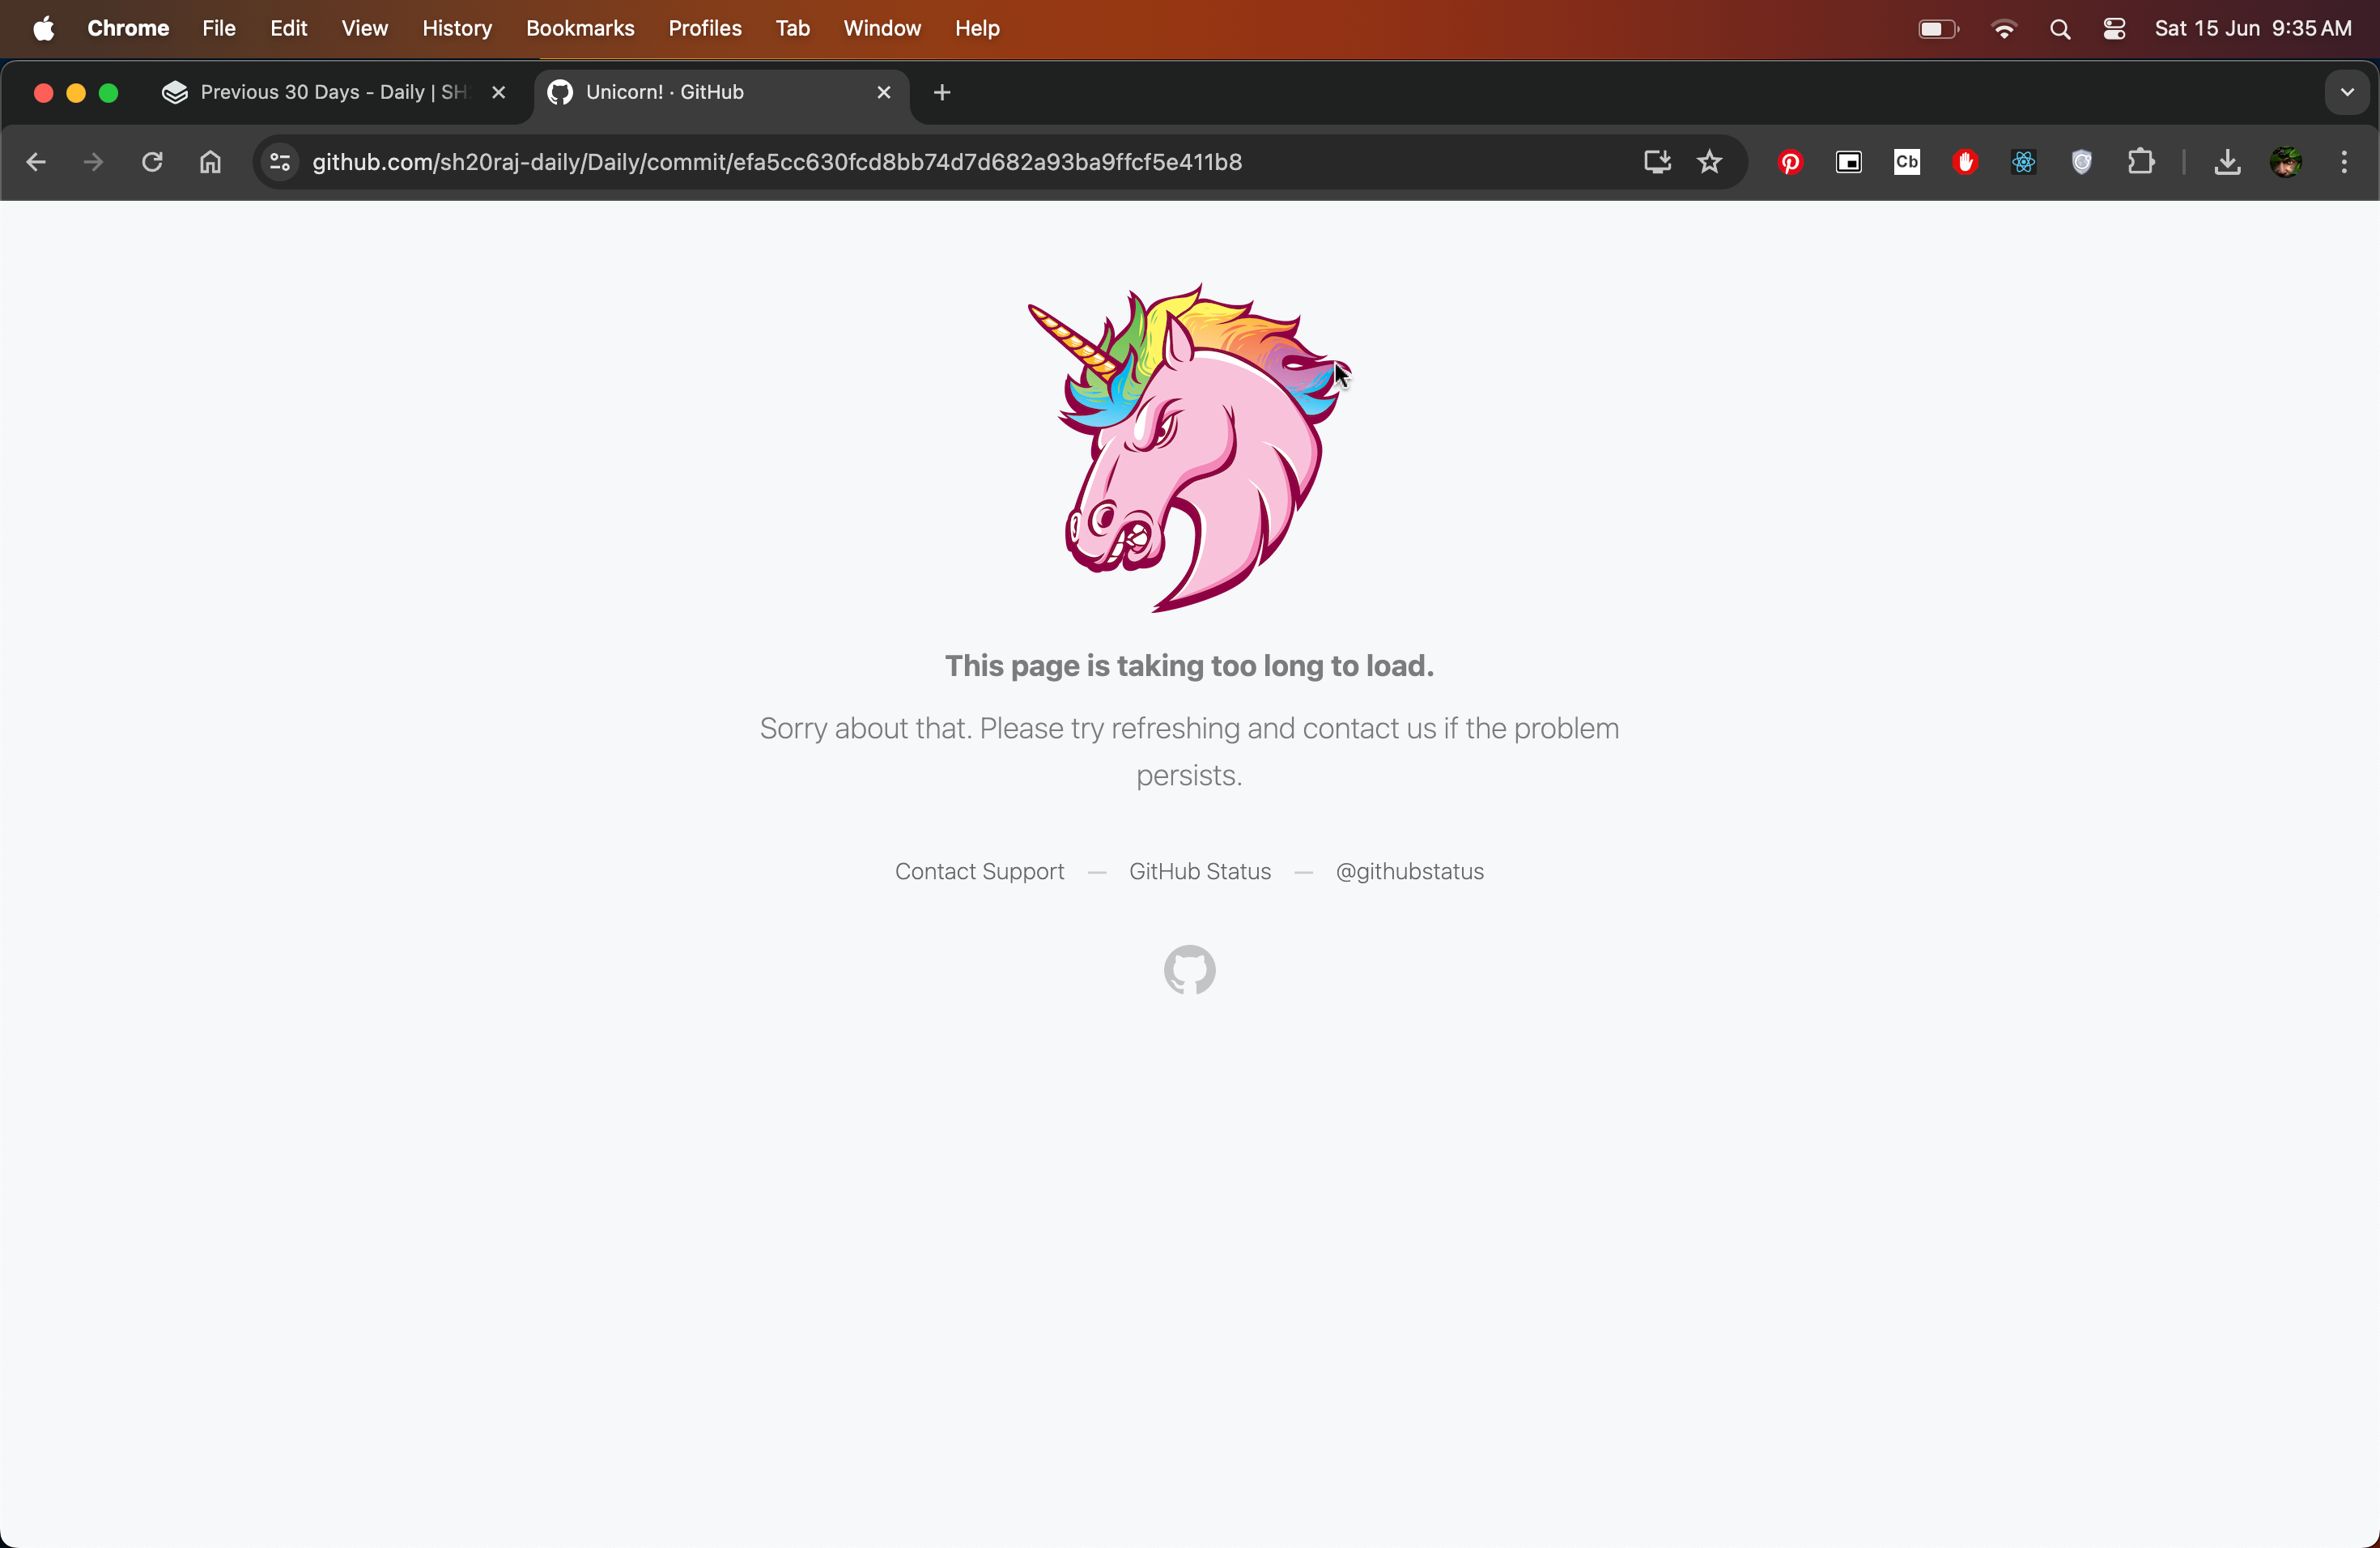 Chrome File Edit View History Bookmarks Profiles Tab Window Help Sat 15 Jun 9:35 AM
Previous 30 Days - Daily | SH Unicorn! · GitHub
github.com/sh20raj-daily/Daily/commit/efa5cc630fcd8bb74d7d682a93ba9ffcf5e411b8 Cb
This page is taking too long to load.
Sorry about that. Please try refreshing and contact us if the problem
persists.
Contact Support — GitHub Status — @githubstatus